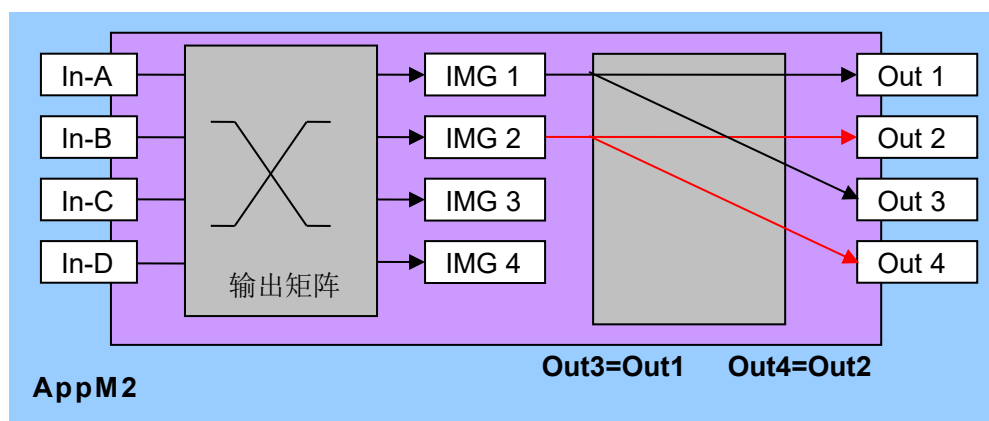 In-A
IMG 1
Out 1
In-B
IMG 2
Out 2
In-C
IMG 3
Out 3
In-D
IMG 4
Out 4
输出矩阵
Out3=Out1
Out4=Out2
AppM2